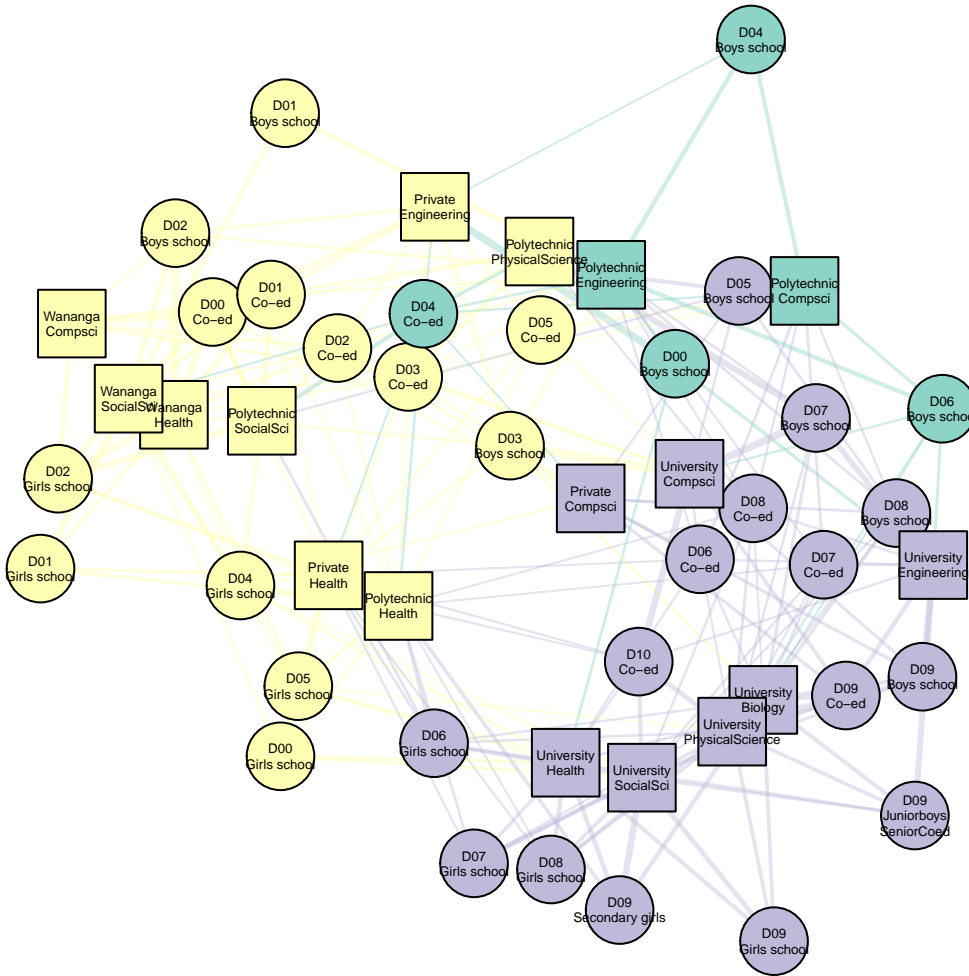 D04
Boys school
D01
Boys school
Private
Engineering
D02
Boys school
Polytechnic
PhysicalScience
Polytechnic
Engineering
D05
Boys school
Polytechnic
Compsci
D01
Co-ed
D00
Co-ed
D04
Co-ed
Wananga
Compsci
D02
Co-ed
D05
Co-ed
D03
Co-ed
D00
Boys school
Wananga
SocialSci
Wananga
Health
Polytechnic
SocialSci
D07
Boys school
D06
Boys school
D03
Boys school
D02
Girls school
University
Compsci
Private
Compsci
D08
Co-ed
D08
Boys school
D06
Co-ed
D07
Co-ed
University
Engineering
D01
Girls school
D04
Girls school
Private
Health
Polytechnic
Health
D10
Co-ed
D05
Girls school
D09
Boys school
D09
Co-ed
University
Biology
University
PhysicalScience
D00
Girls school
D06
Girls school
University
Health
University
SocialSci
D09
Juniorboys
SeniorCoed
D07
Girls school
D08
Girls school
D09
Secondary girls
D09
Girls school